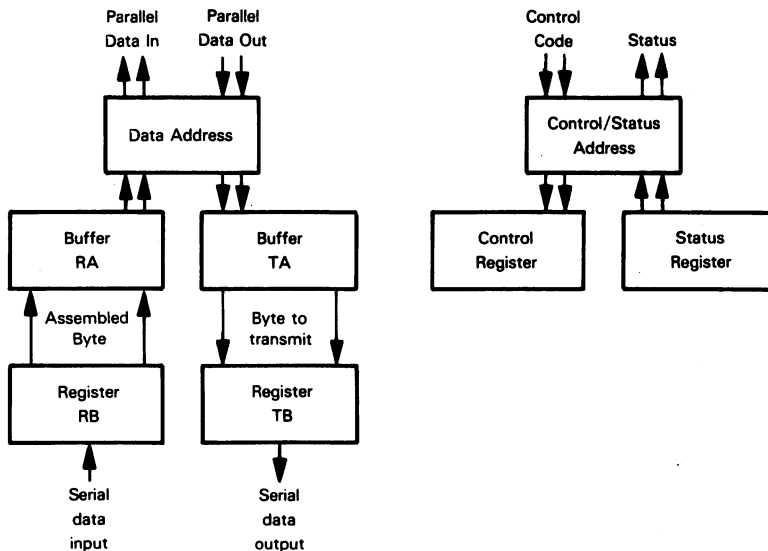 Parallel
Data In
Parallel
Data Out
Control
Code
Status
Data Address
Control/Status
Address
Buffer
RA
Buffer
TA
Control
Register
Status
Register
Assembled
Byte
Byte to
transmit
Register
RB
Register
TB
Serial
data
input
Serial
data
output